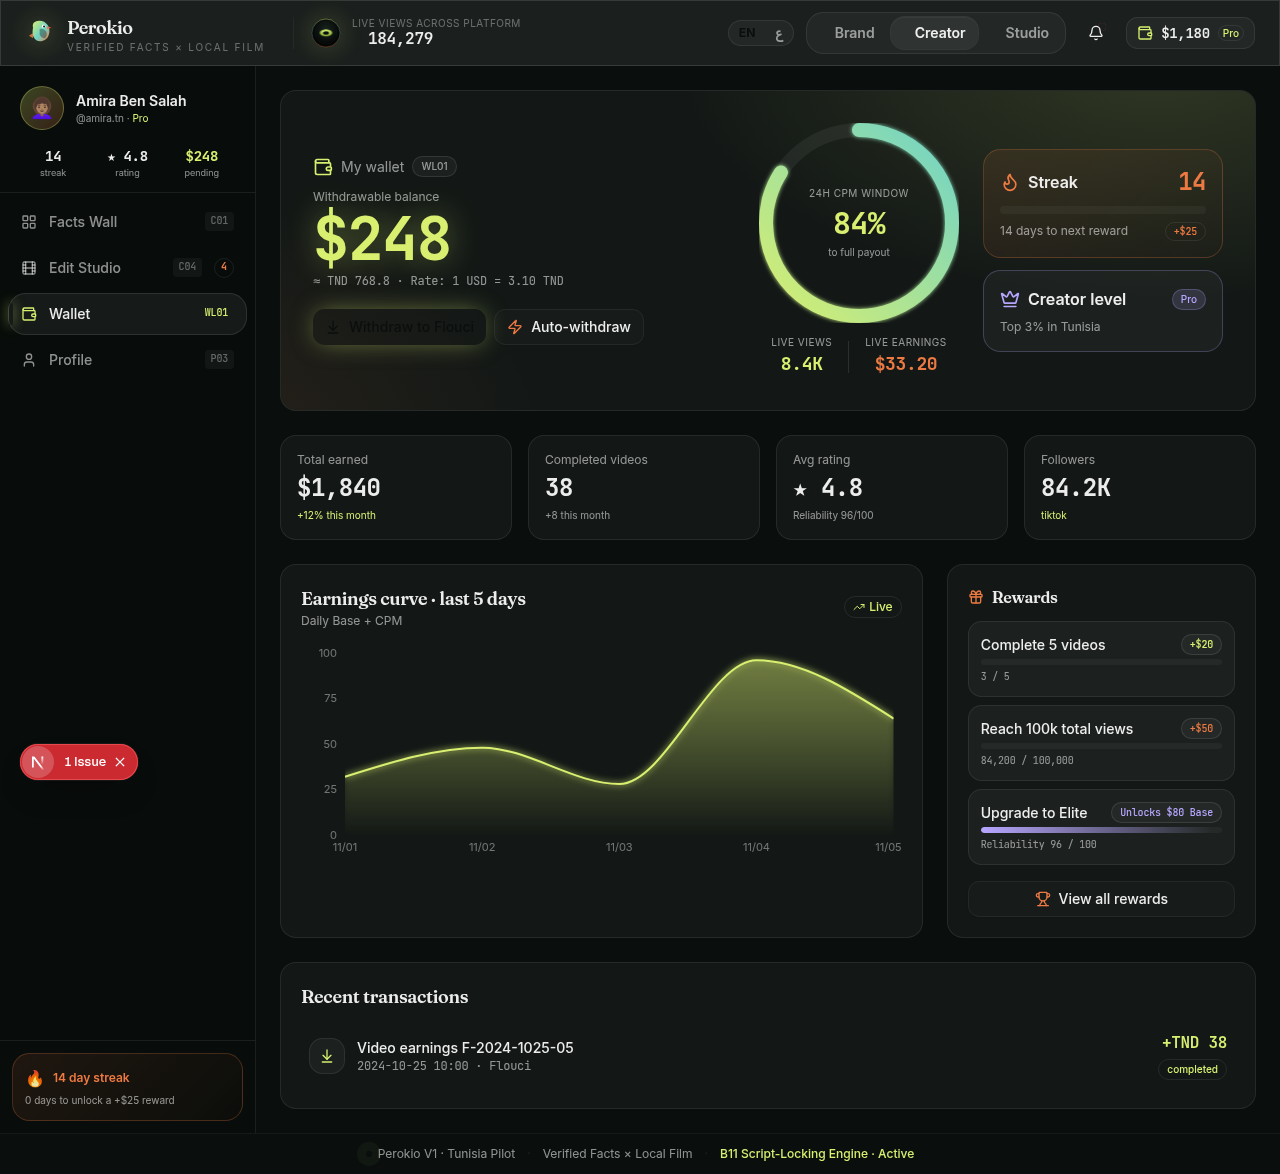 Perokio
VERIFIED FACTS × LOCAL FILM
LIVE VIEWS ACROSS PLATFORM
184,279
EN ع
Brand
Creator
Studio
$1,180 Pro
Amira Ben Salah
@amira.tn · Pro
14 ★ 4.8 $248
streak rating pending
Facts Wall C01
Edit Studio C04 4
Wallet WL01
Profile P03
N 1 Issue ×
14 day streak
0 days to unlock a +$25 reward
My wallet WL01
Withdrawable balance
$248
≈ TND 768.8 · Rate: 1 USD = 3.10 TND
Withdraw to Flouci
Auto-withdraw
24H CPM WINDOW
84%
to full payout
LIVE VIEWS LIVE EARNINGS
8.4K $33.20
Streak 14
14 days to next reward +$25
Creator level Pro
Top 3% in Tunisia
Total earned
$1,840
+12% this month
Completed videos
38
+8 this month
Avg rating
★ 4.8
Reliability 96/100
Followers
84.2K
tiktok
Earnings curve · last 5 days
Daily Base + CPM
Live
100
75
50
25
0
11/01 11/02 11/03 11/04 11/05
Rewards
Complete 5 videos +$20
3 / 5
Reach 100k total views +$50
84,200 / 100,000
Upgrade to Elite Unlocks $80 Base
Reliability 96 / 100
View all rewards
Recent transactions
Video earnings F-2024-1025-05
2024-10-25 10:00 · Flouci
+TND 38
completed
Perokio V1 · Tunisia Pilot · Verified Facts × Local Film · B11 Script-Locking Engine · Active